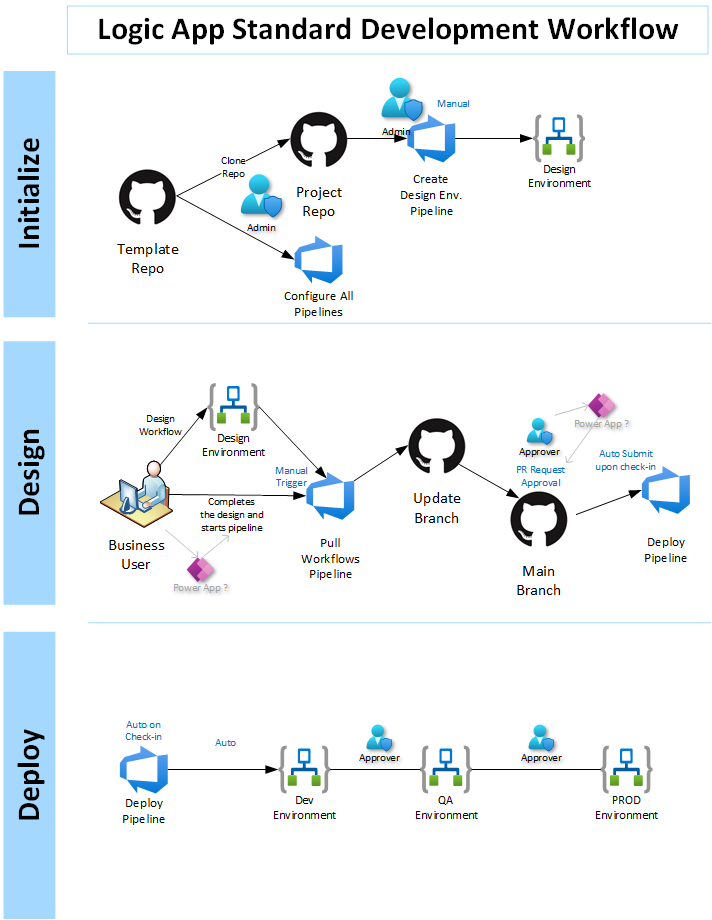 Logic App Standard Development Workflow
Initialize
Manual
Admin
Clone
Repo
Create
Design Env.
Pipeline
Design
Environment
Project
Repo
Admin
Template
Repo
Configure All
Pipelines
Design
Design
Workflow
Design
Environment
Manual
Trigger
Completes
the design and
starts pipeline
Business
User
Power App ?
Pull
Workflows
Pipeline
Update
Branch
Power App ?
Approver
PR Request
Approval
Auto Submit
upon check-in
Main
Branch
Deploy
Pipeline
Deploy
Auto on
Check-in
Auto
Deploy
Pipeline
Dev
Environment
Approver
QA
Environment
Approver
PROD
Environment